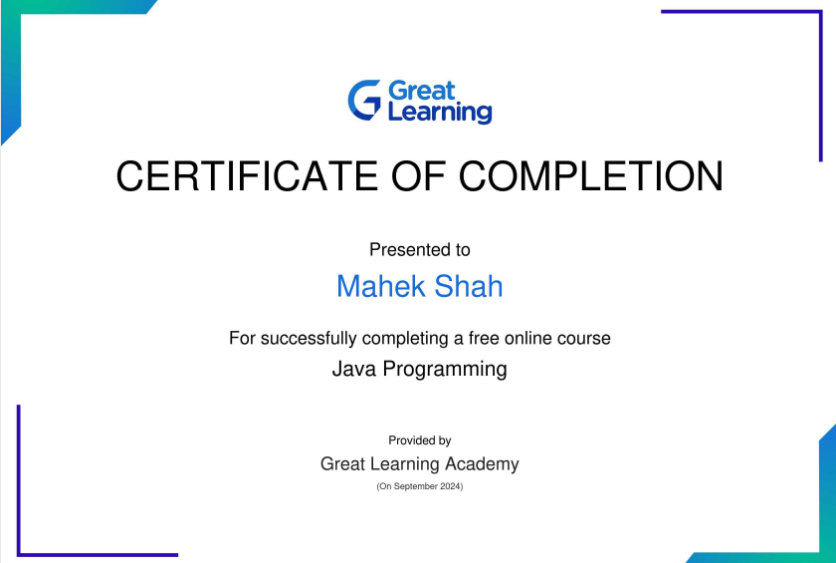 Great
Learning
CERTIFICATE OF COMPLETION
Presented to
Mahek Shah
For successfully completing a free online course
Java Programming
Provided by
Great Learning Academy
(On September 2024)